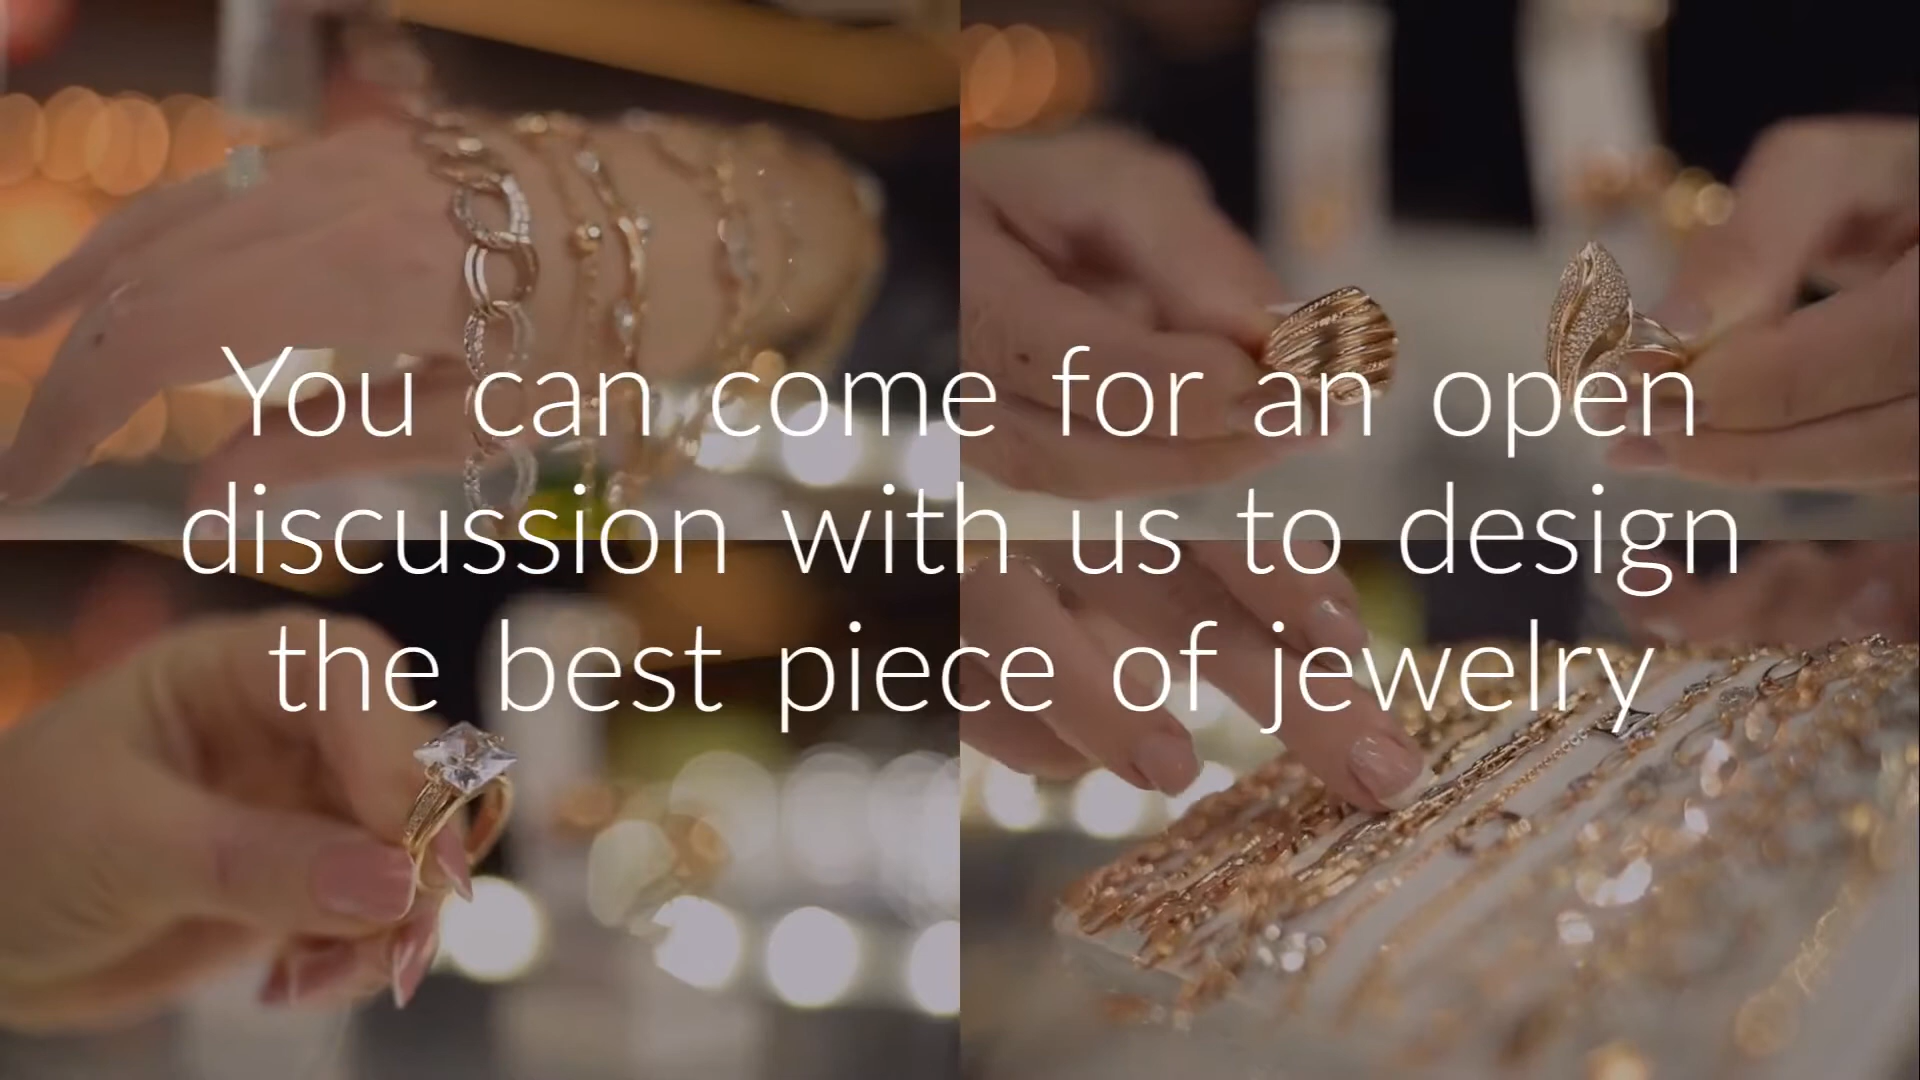 You can come for an open
discussion with us to design
the best piece of jewelry